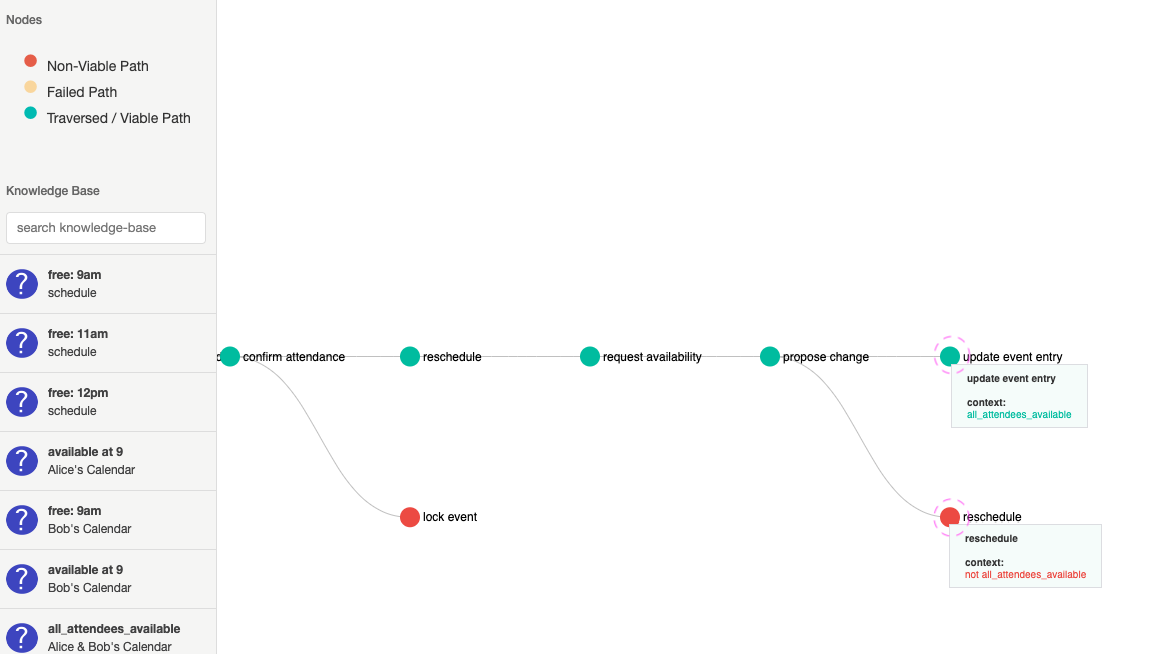 Nodes
Non-Viable Path
Failed Path
Traversed / Viable Path
Knowledge Base
search knowledge-base
? free: 9am
schedule
? free: 11am
schedule
? free: 12pm
schedule
? available at 9
Alice's Calendar
? free: 9am
Bob's Calendar
? available at 9
Bob's Calendar
? all_attendees_available
Alice & Bob's Calendar
confirm attendance
reschedule
request availability
propose change
update event entry
update event entry
context:
all_attendees_available
lock event
reschedule
reschedule
context:
not all_attendees_available